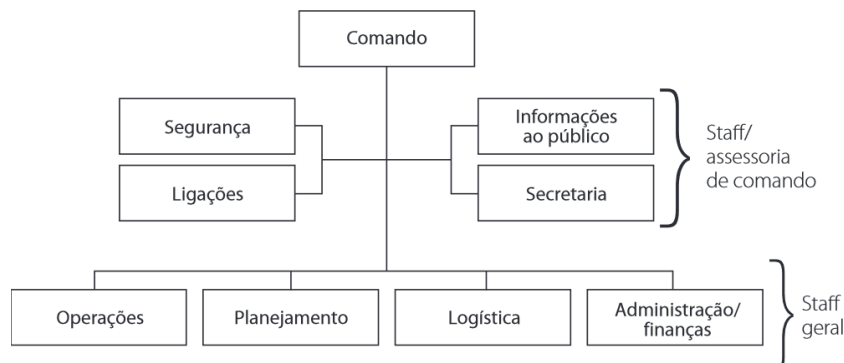 Comando
Segurança
Informações
ao público
Ligações
Secretaria
Staff/
assessoria
de comando
Operações
Planejamento
Logística
Administração/
finanças
Staff
geral